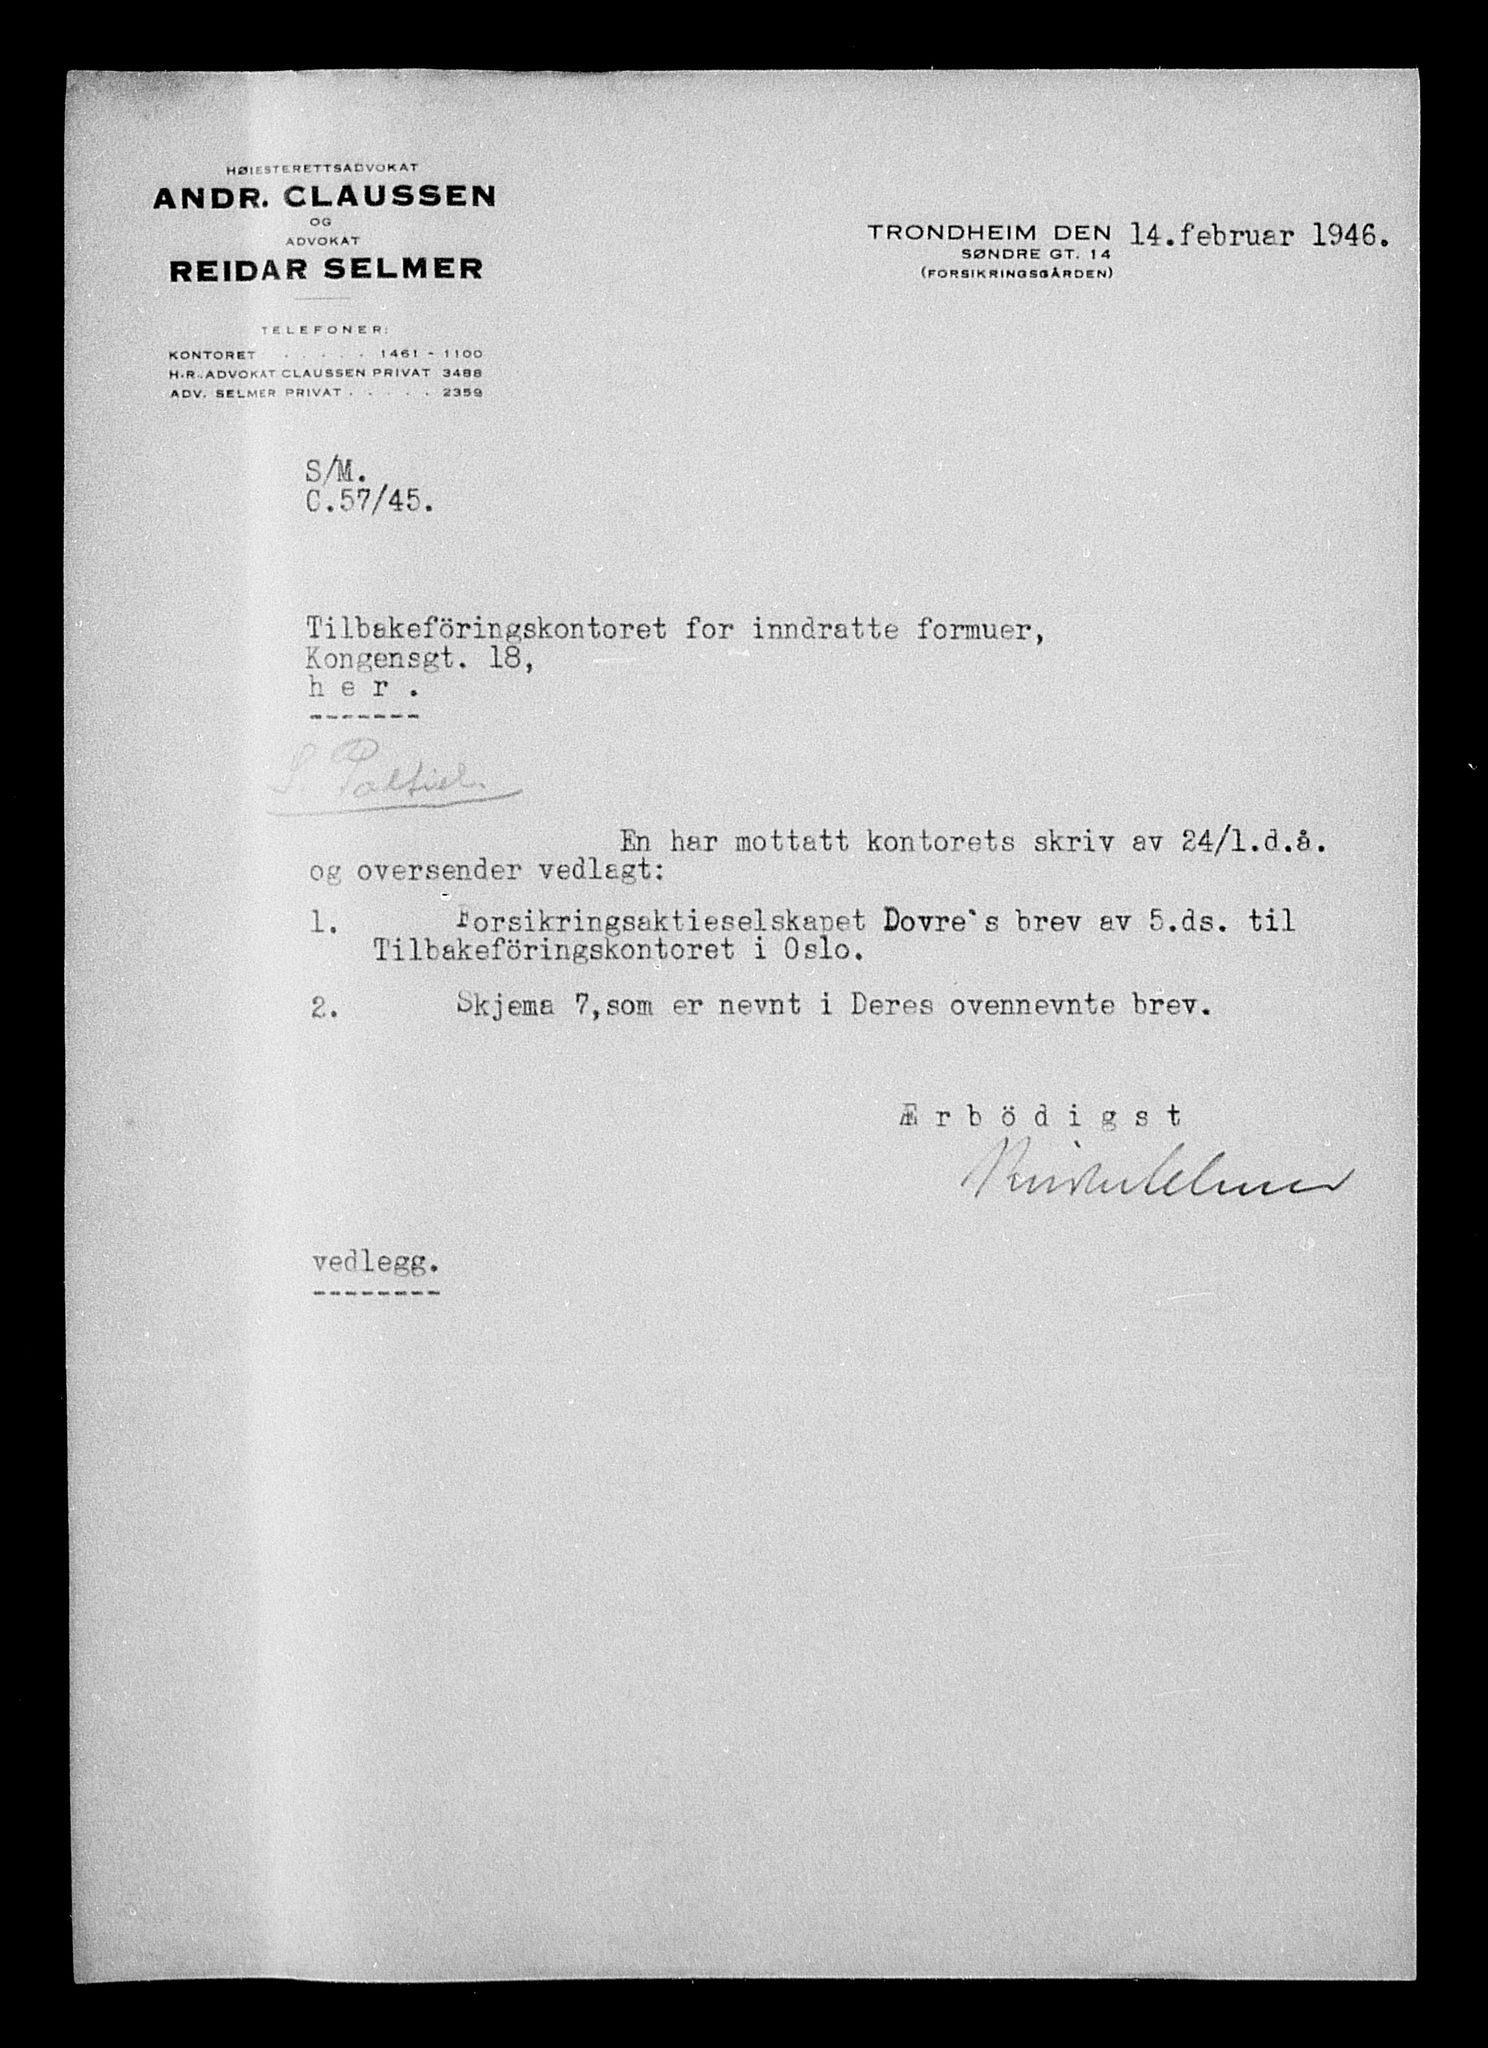 HØIESTERETTSADVOKAT
ANDR. CLAUSSEN
OG
ADVOKAT
REIDAR SELMER
TELEFONER:
KONTORET . . . . . 1461 - 1100
H.R. ADVOKAT CLAUSSEN PRIVAT 3488
ADV. SELMER PRIVAT . . . . . 2359
TRONDHEIM DEN 14.februar 1946.
SØNDRE GT. 14
(FORSIKRINGSGÅRDEN)
S/M.
C.57/45.
Tilbakeföringskontoret for inndratte formuer,
Kongensgt. 18,
h e r .
-------
S. Paltiel.
En har mottatt kontorets skriv av 24/1.d.å.
og oversender vedlagt:
1. Forsikringsaktieselskapet Dovre`s brev av 5.ds. til
Tilbakeföringskontoret i Oslo.
2. Skjema 7,som er nevnt i Deres ovennevnte brev.
Æ r b ö d i g s t
Reidar Selmer
vedlegg.
--------